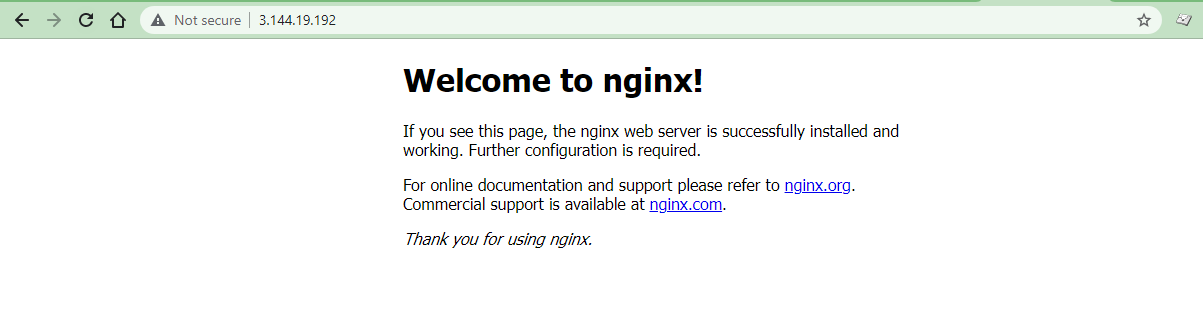 Not secure | 3.144.19.192
Welcome to nginx!
If you see this page, the nginx web server is successfully installed and
working. Further configuration is required.
For online documentation and support please refer to nginx.org.
Commercial support is available at nginx.com.
Thank you for using nginx.